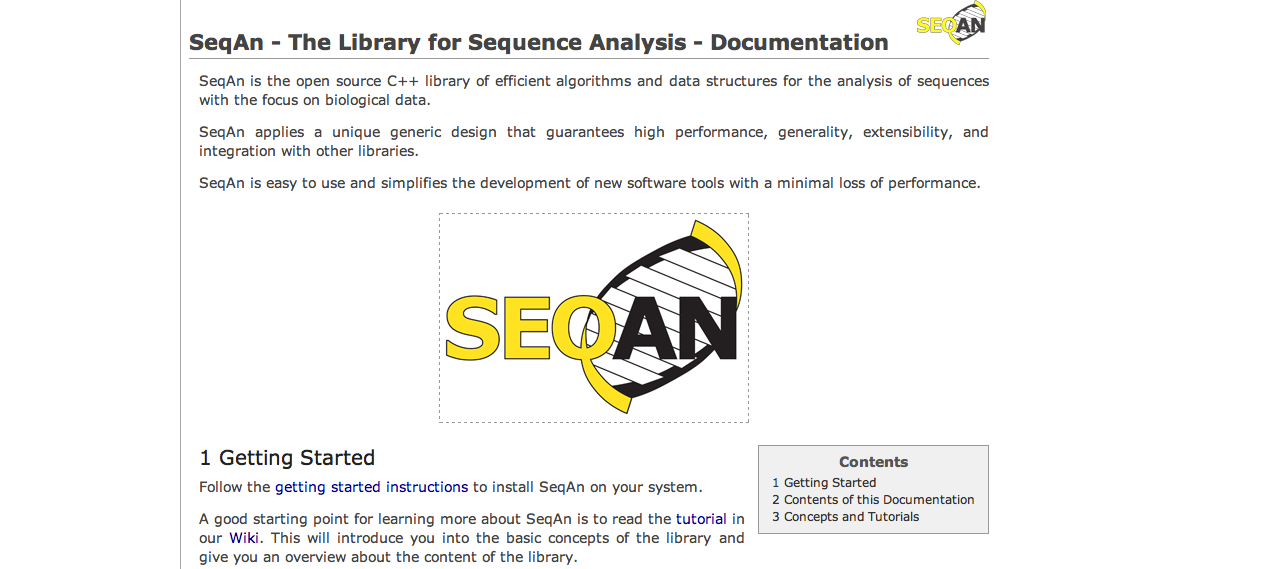 SEQAN
SeqAn - The Library for Sequence Analysis - Documentation
SeqAn is the open source C++ library of efficient algorithms and data structures for the analysis of sequences
with the focus on biological data.
SeqAn applies a unique generic design that guarantees high performance, generality, extensibility, and
integration with other libraries.
SeqAn is easy to use and simplifies the development of new software tools with a minimal loss of performance.
SEQAN
1 Getting Started
Follow the getting started instructions to install SeqAn on your system.
A good starting point for learning more about SeqAn is to read the tutorial in
our Wiki. This will introduce you into the basic concepts of the library and
give you an overview about the content of the library.
Contents
1 Getting Started
2 Contents of this Documentation
3 Concepts and Tutorials